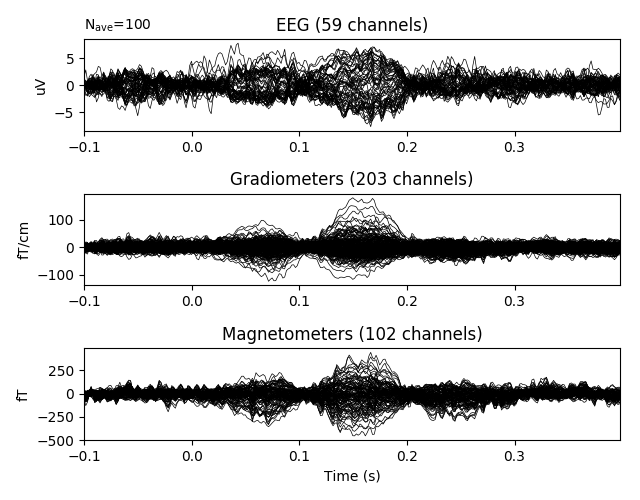 N_ave=100
EEG (59 channels)
5
0
−5
uV
−0.1 0.0 0.1 0.2 0.3
Gradiometers (203 channels)
100
0
−100
fT/cm
−0.1 0.0 0.1 0.2 0.3
Magnetometers (102 channels)
250
0
−250
−500
fT
−0.1 0.0 0.1 0.2 0.3
Time (s)